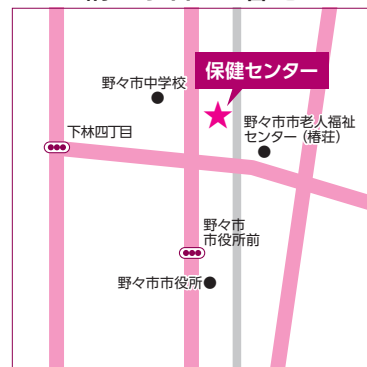 保健センター
野々市中学校
野々市市老人福祉
センター（椿荘）
下林四丁目
野々市
市役所前
野々市市役所